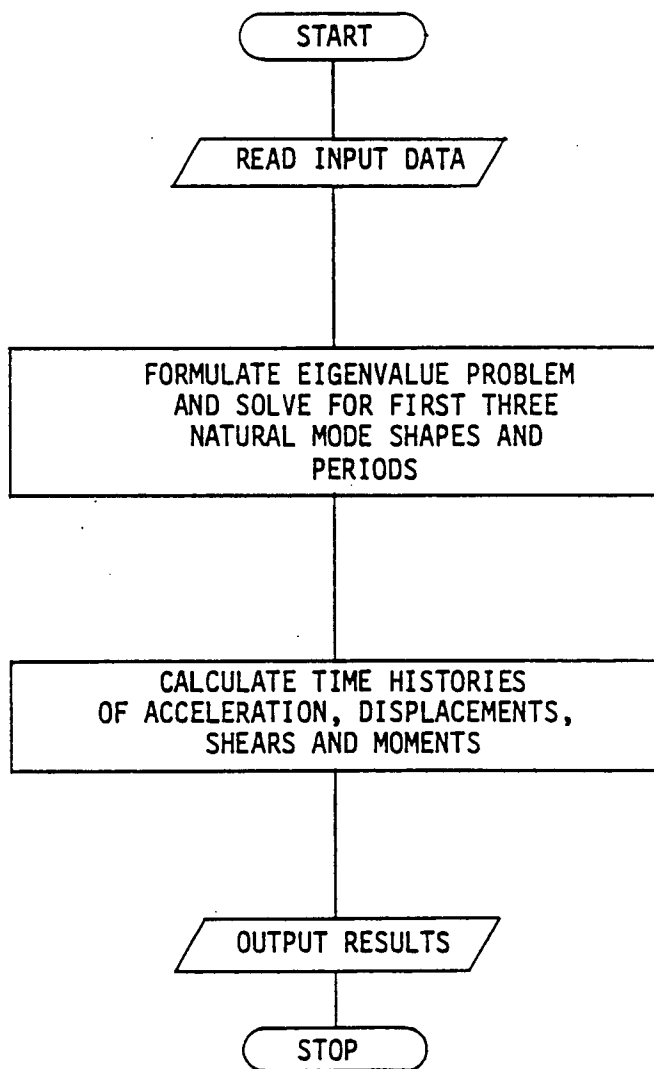 START
READ INPUT DATA
FORMULATE EIGENVALUE PROBLEM
AND SOLVE FOR FIRST THREE
NATURAL MODE SHAPES AND
PERIODS
CALCULATE TIME HISTORIES
OF ACCELERATION, DISPLACEMENTS,
SHEARS AND MOMENTS
OUTPUT RESULTS
STOP